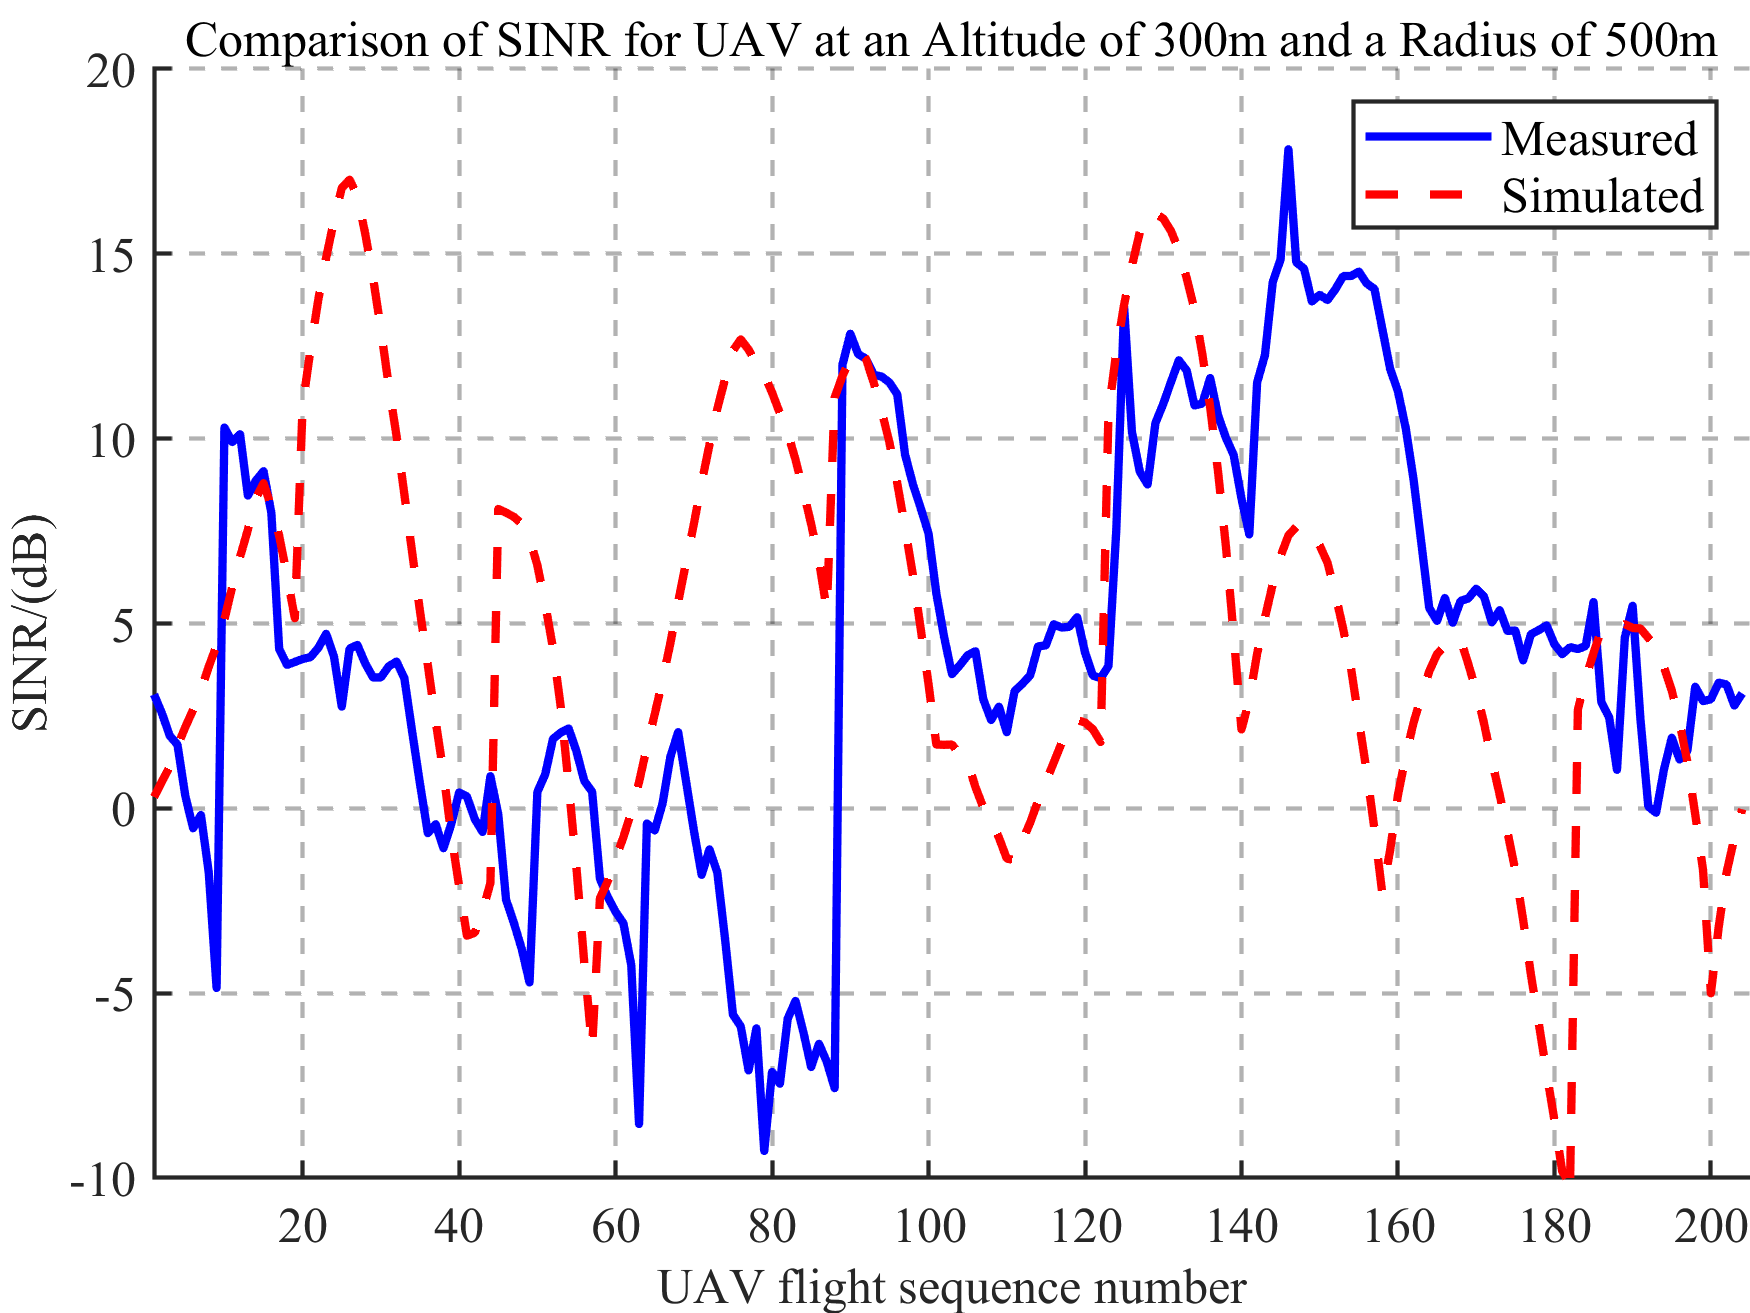 Comparison of SINR for UAV at an Altitude of 300m and a Radius of 500m
20
15
10
5
0
-5
-10
SINR/(dB)
Measured
Simulated
20 40 60 80 100 120 140 160 180 200
UAV flight sequence number